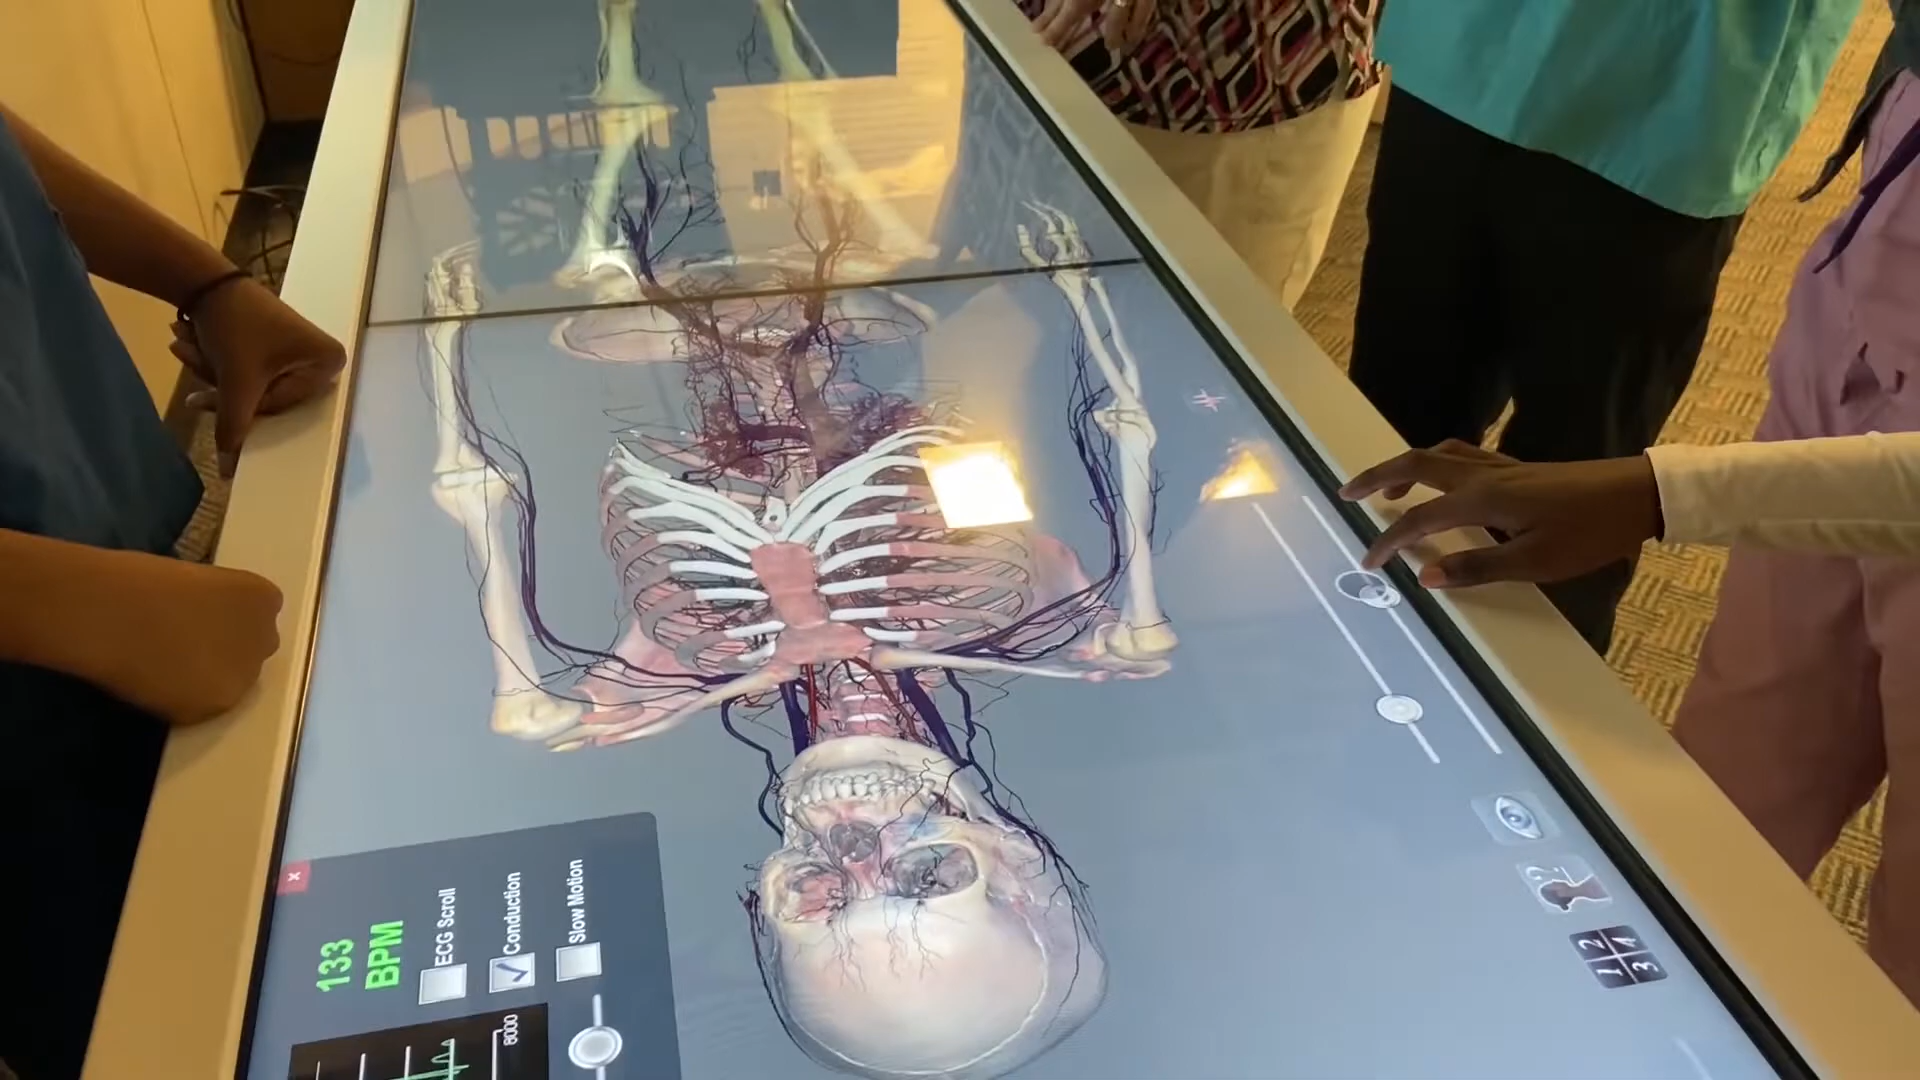 x
133
BPM
ECG Scroll
Conduction
Slow Motion
8000
1 2
3 4